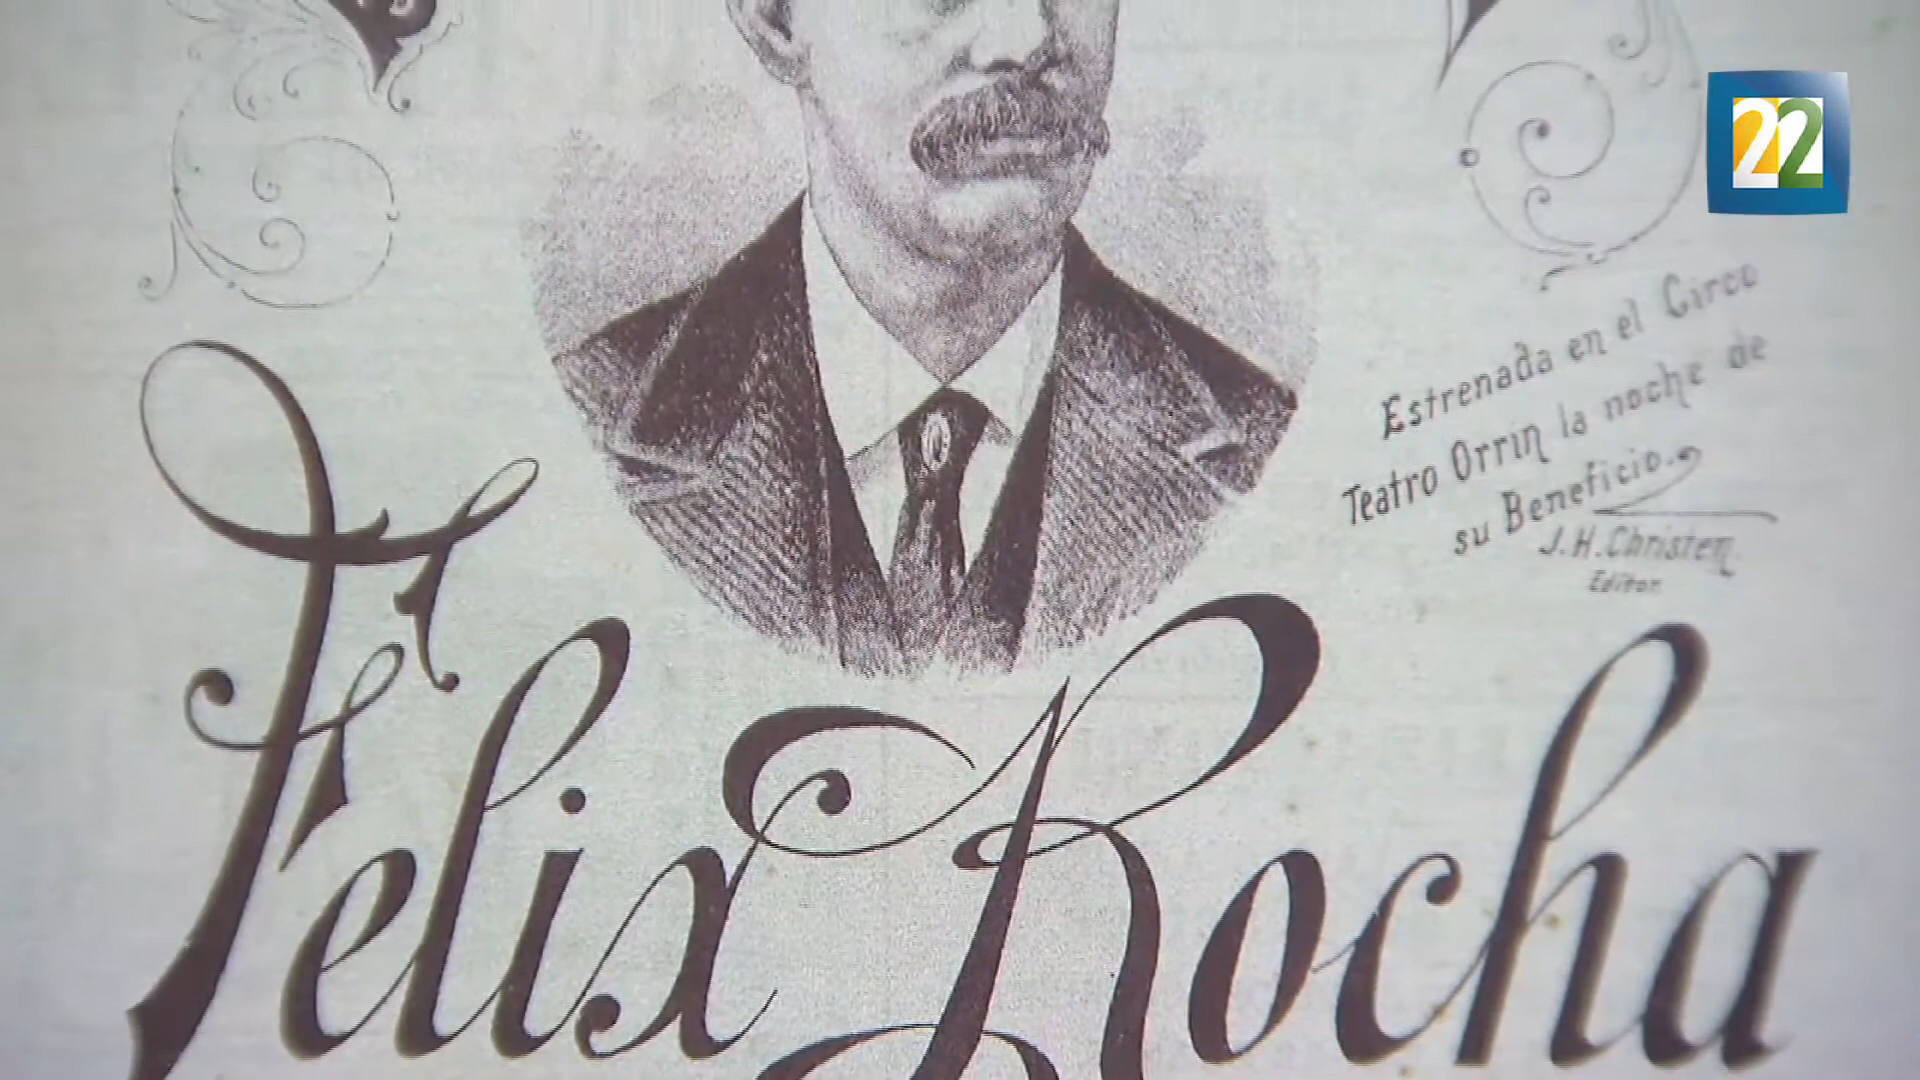 22
Estrenada en el Circo
Teatro Orrin la noche de
su Beneficio.
J.H.Christen
Editor.
Felix Rocha